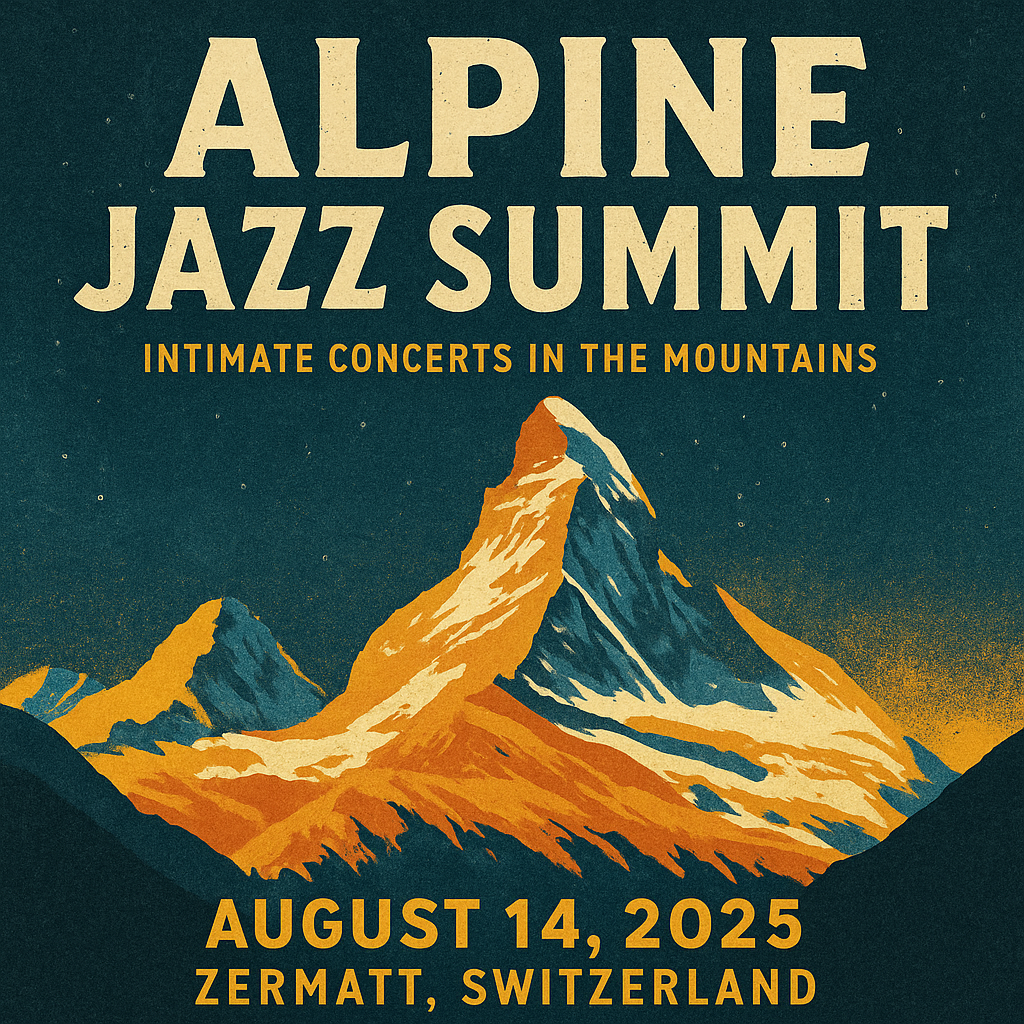 ALPINE
JAZZ SUMMIT
INTIMATE CONCERTS IN THE MOUNTAINS
AUGUST 14, 2025
ZERMATT, SWITZERLAND